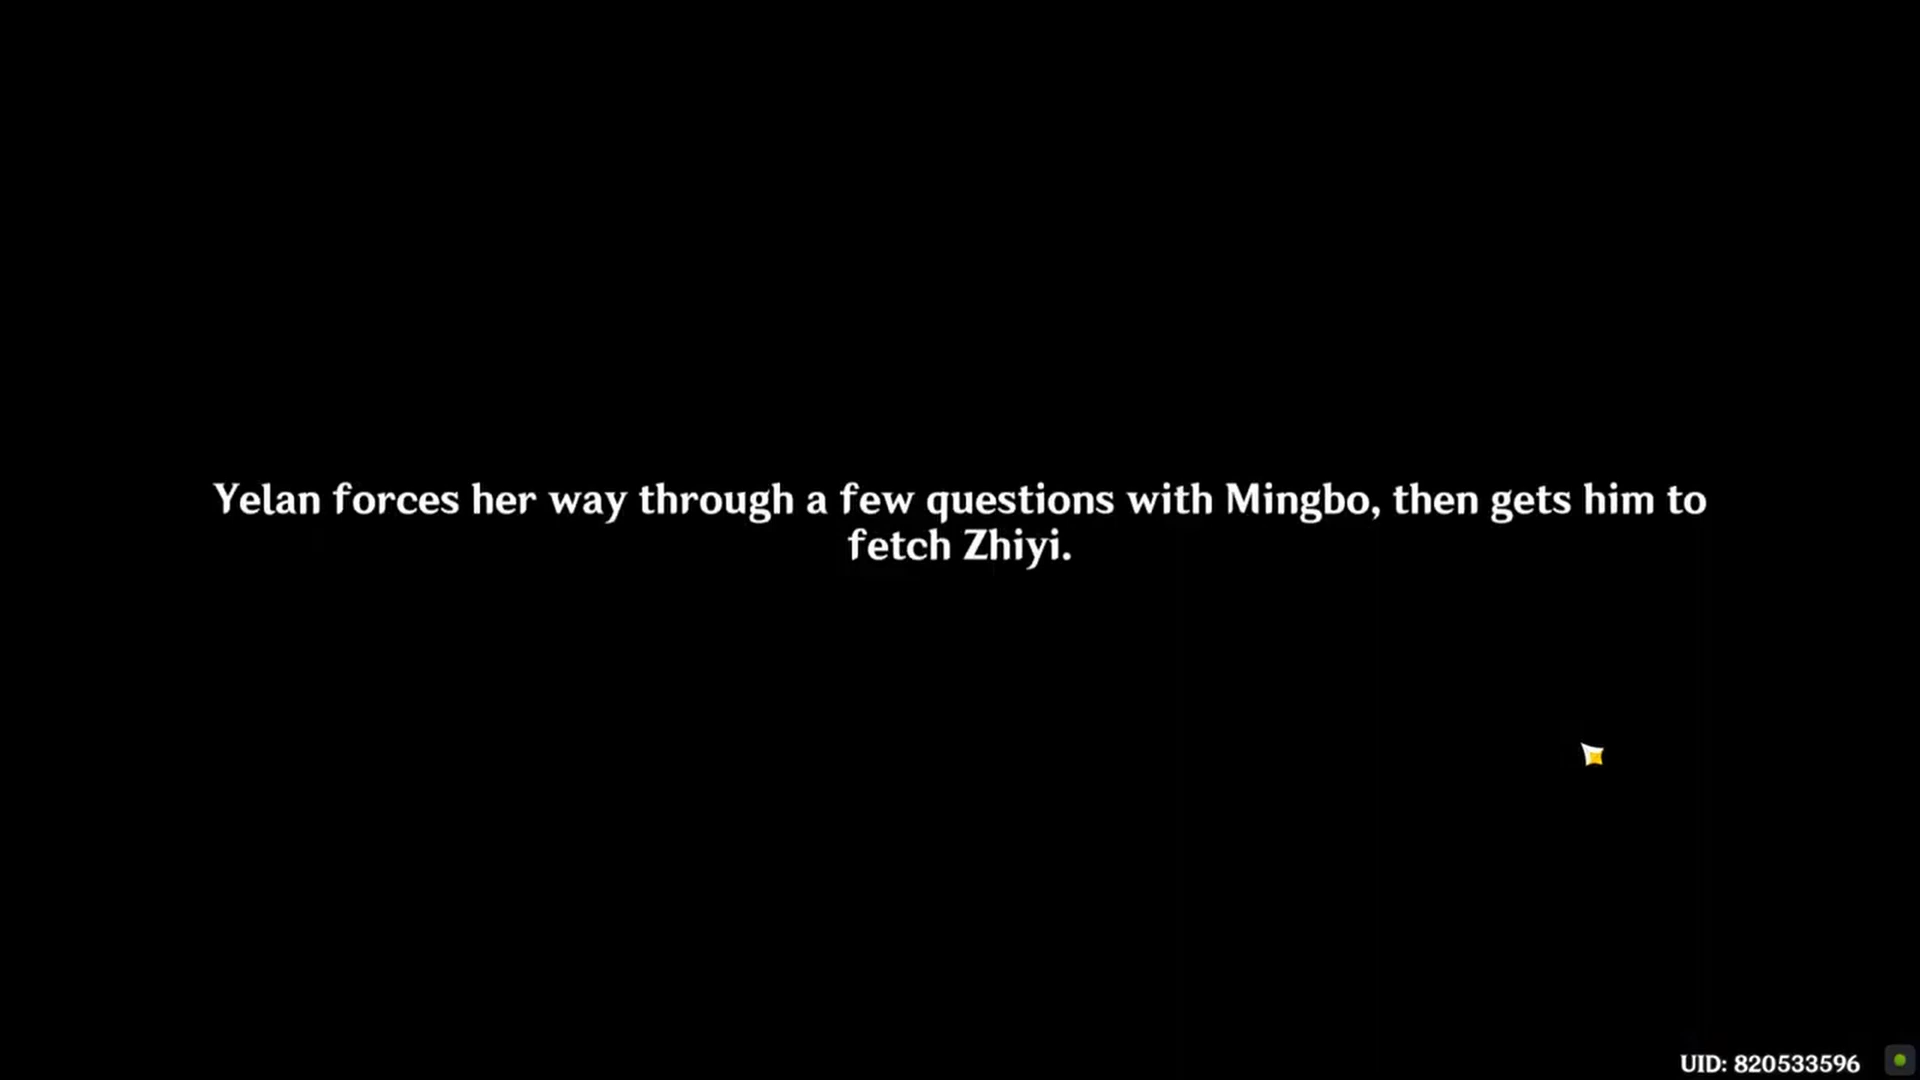 Yelan forces her way through a few questions with Mingbo, then gets him to
fetch Zhiyi.
UID: 820533596